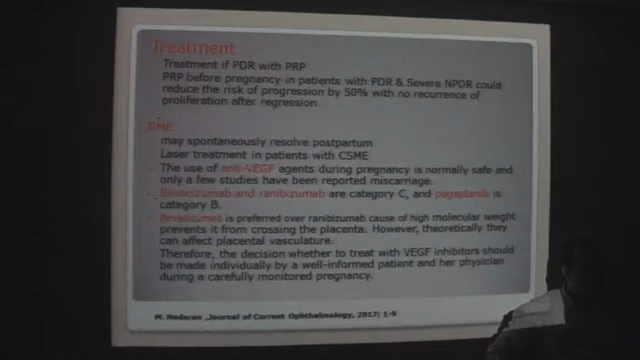 Treatment
Treatment if PDR with PRP
PRP before pregnancy in patients with PDR & Severe NPDR could
reduce the risk of progression by 50% with no recurrence of
proliferation after regression
DME
may spontaneously resolve postpartum
Laser treatment in patients with CSME
The use of anti-VEGF agents during pregnancy is normally safe and
only a few studies have been reported miscarriage.
Bevacizumab and ranibizumab are category C, and pegaptanib is
category B.
Bevacizumab is preferred over ranibizumab cause of high molecular weight
prevents it from crossing the placenta. However, theoretically they
can affect placental vasculature.
Therefore, the decision whether to treat with VEGF inhibitors should
be made individually by a well-informed patient and her physician
during a carefully monitored pregnancy.
M. Naderan ,Journal of Current Ophthalmology, 2017; 1-9